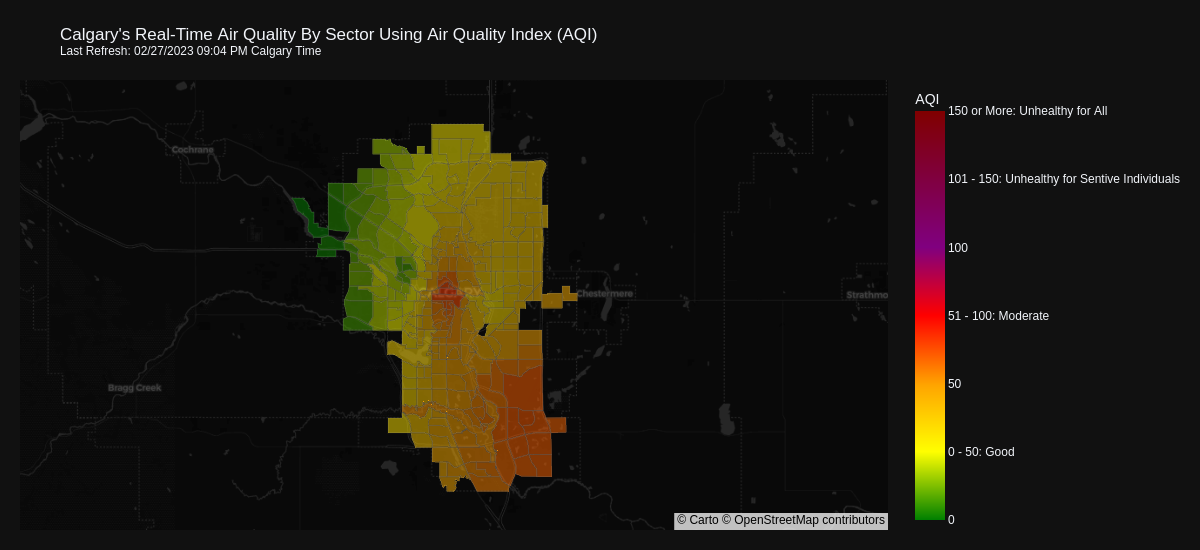 Calgary's Real-Time Air Quality By Sector Using Air Quality Index (AQI)
Last Refresh: 02/27/2023 09:04 PM Calgary Time
AQI
150 or More: Unhealthy for All
Cochrane
101 - 150: Unhealthy for Sentive Individuals
100
CALGARY
Chestermere
Strathmo
51 - 100: Moderate
50
Bragg Creek
0 - 50: Good
0
© Carto © OpenStreetMap contributors